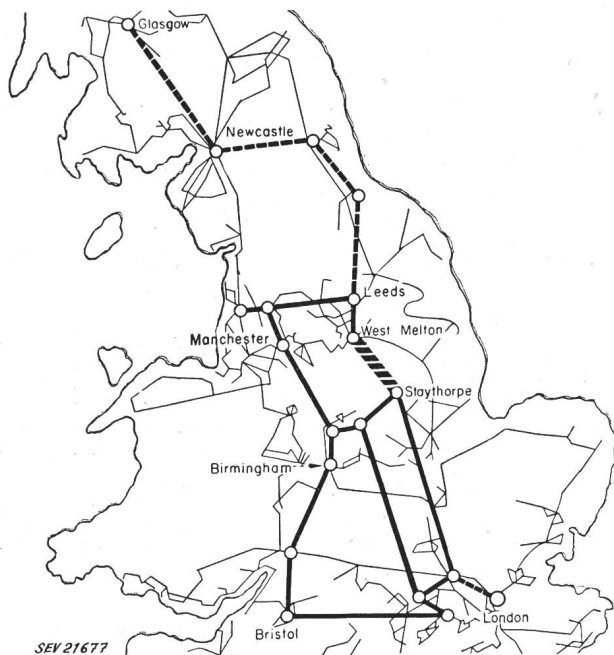 Glasgow
Newcastle
Leeds
Manchester
West Melton
Staythorpe
Birmingham
London
Bristol
SEV 21677